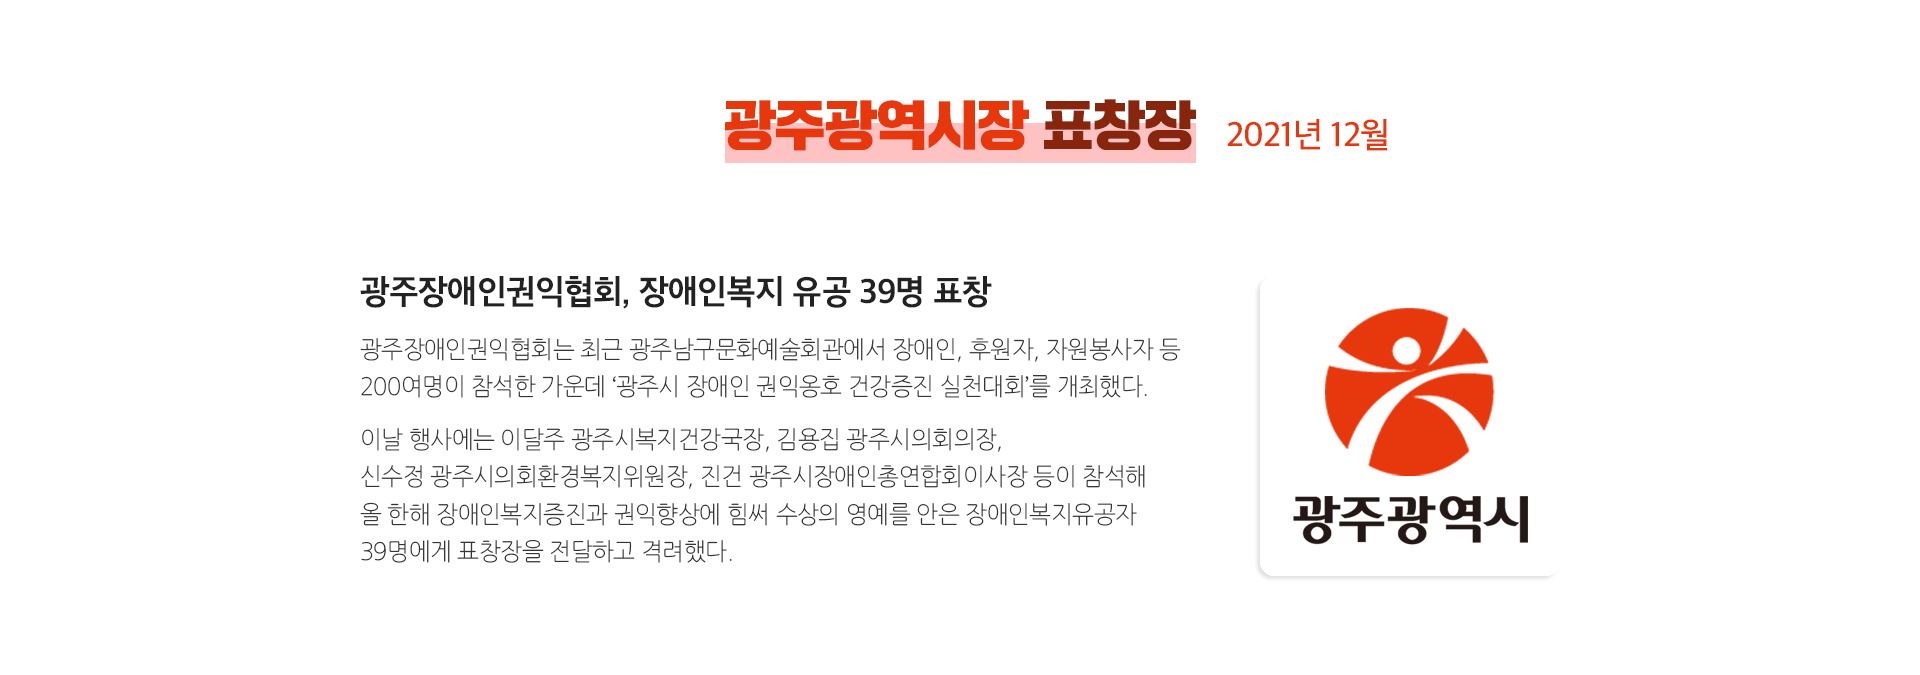 광주광역시장 표창장 2021년 12월
광주장애인권익협회, 장애인복지 유공 39명 표창
광주장애인권익협회는 최근 광주남구문화예술회관에서 장애인, 후원자, 자원봉사자 등
200여명이 참석한 가운데 ‘광주시 장애인 권익옹호 건강증진 실천대회’를 개최했다.
이날 행사에는 이달주 광주시복지건강국장, 김용집 광주시의회의장,
신수정 광주시의회환경복지위원장, 진건 광주시장애인총연합회이사장 등이 참석해
올 한해 장애인복지증진과 권익향상에 힘써 수상의 영예를 안은 장애인복지유공자
39명에게 표창장을 전달하고 격려했다.
광주광역시